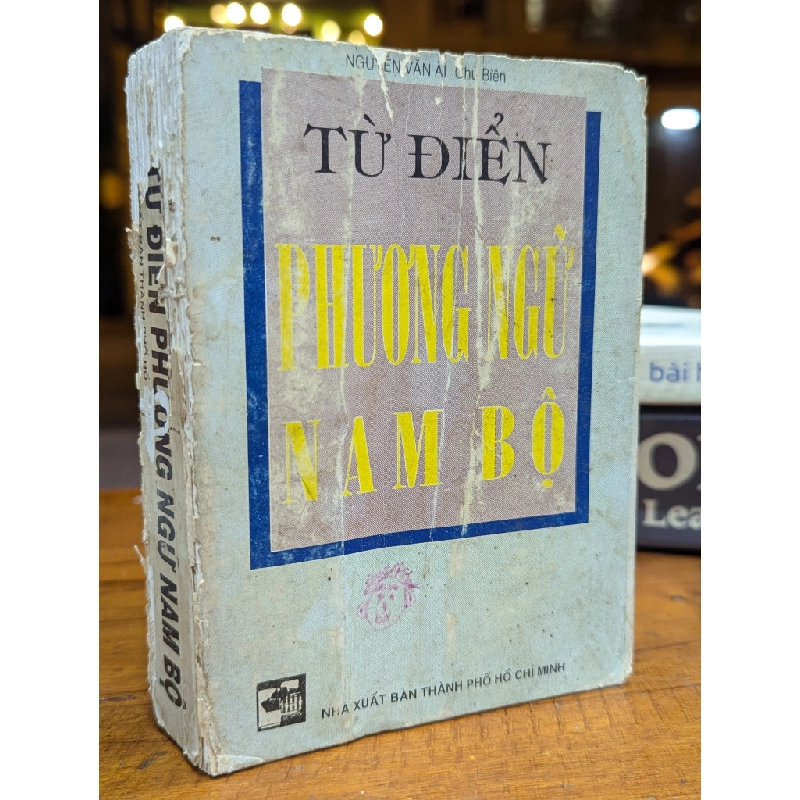 NGUYỄN VĂN ÁI Chủ Biên
TỪ ĐIỂN
PHƯƠNG NGỮ
NAM BỘ
NHÀ XUẤT BẢN THÀNH PHỐ HỒ CHÍ MINH
TỪ ĐIỂN PHƯƠNG NGỮ NAM BỘ
bài
Lea